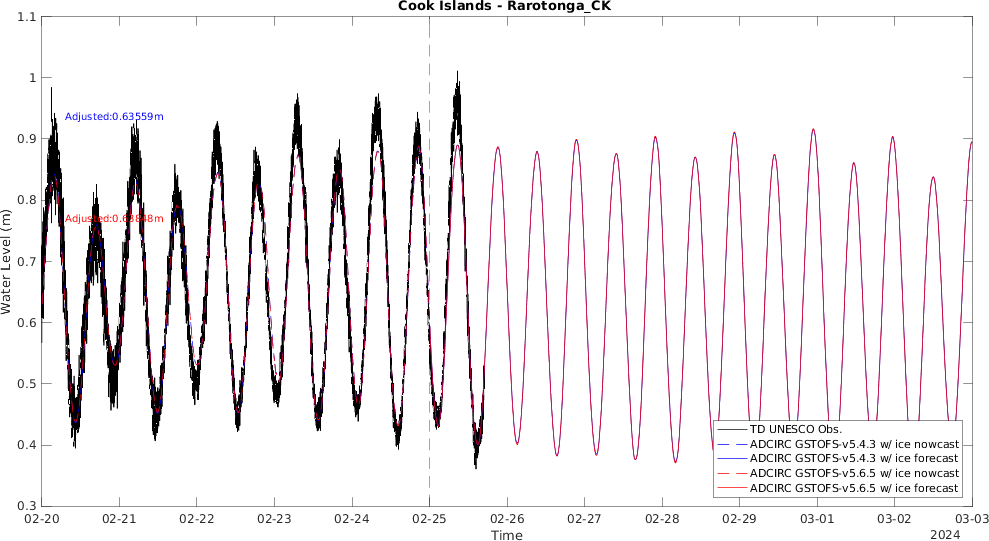 Cook Islands - Rarotonga_CK
1.1
1
0.9
0.8
0.7
0.6
0.5
0.4
0.3
Water Level (m)
Adjusted:0.63559m
Adjusted:0.63848m
TD UNESCO Obs.
ADCIRC GSTOFS-v5.4.3 w/ ice nowcast
ADCIRC GSTOFS-v5.4.3 w/ ice forecast
ADCIRC GSTOFS-v5.6.5 w/ ice nowcast
ADCIRC GSTOFS-v5.6.5 w/ ice forecast
02-20 02-21 02-22 02-23 02-24 02-25 02-26 02-27 02-28 02-29 03-01 03-02 03-03
Time
2024